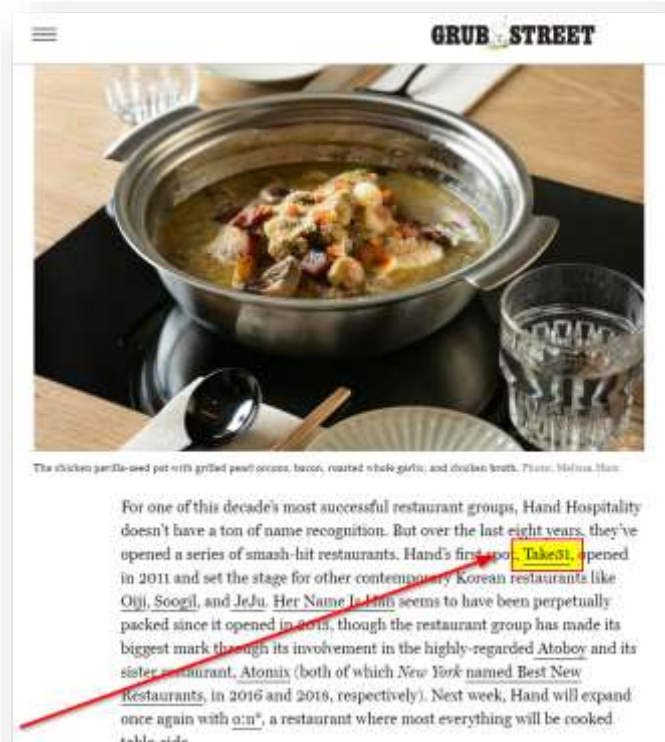 GRUB STREET
The chicken perilla-seed pot with grilled pearl onions, bacon, roasted whole garlic, and chicken broth. Photo: Melissa Hom
For one of this decade's most successful restaurant groups, Hand Hospitality
doesn't have a ton of name recognition. But over the last eight years, they've
opened a series of smash-hit restaurants. Hand's first spot, Take31, opened
in 2011 and set the stage for other contemporary Korean restaurants like
Oiji, Soogil, and JeJu. Her Name Is Han seems to have been perpetually
packed since it opened in 2015, though the restaurant group has made its
biggest mark through its involvement in the highly-regarded Atoboy and its
sister restaurant, Atomix (both of which New York named Best New
Restaurants, in 2016 and 2018, respectively). Next week, Hand will expand
once again with o:n*, a restaurant where most everything will be cooked
table-side